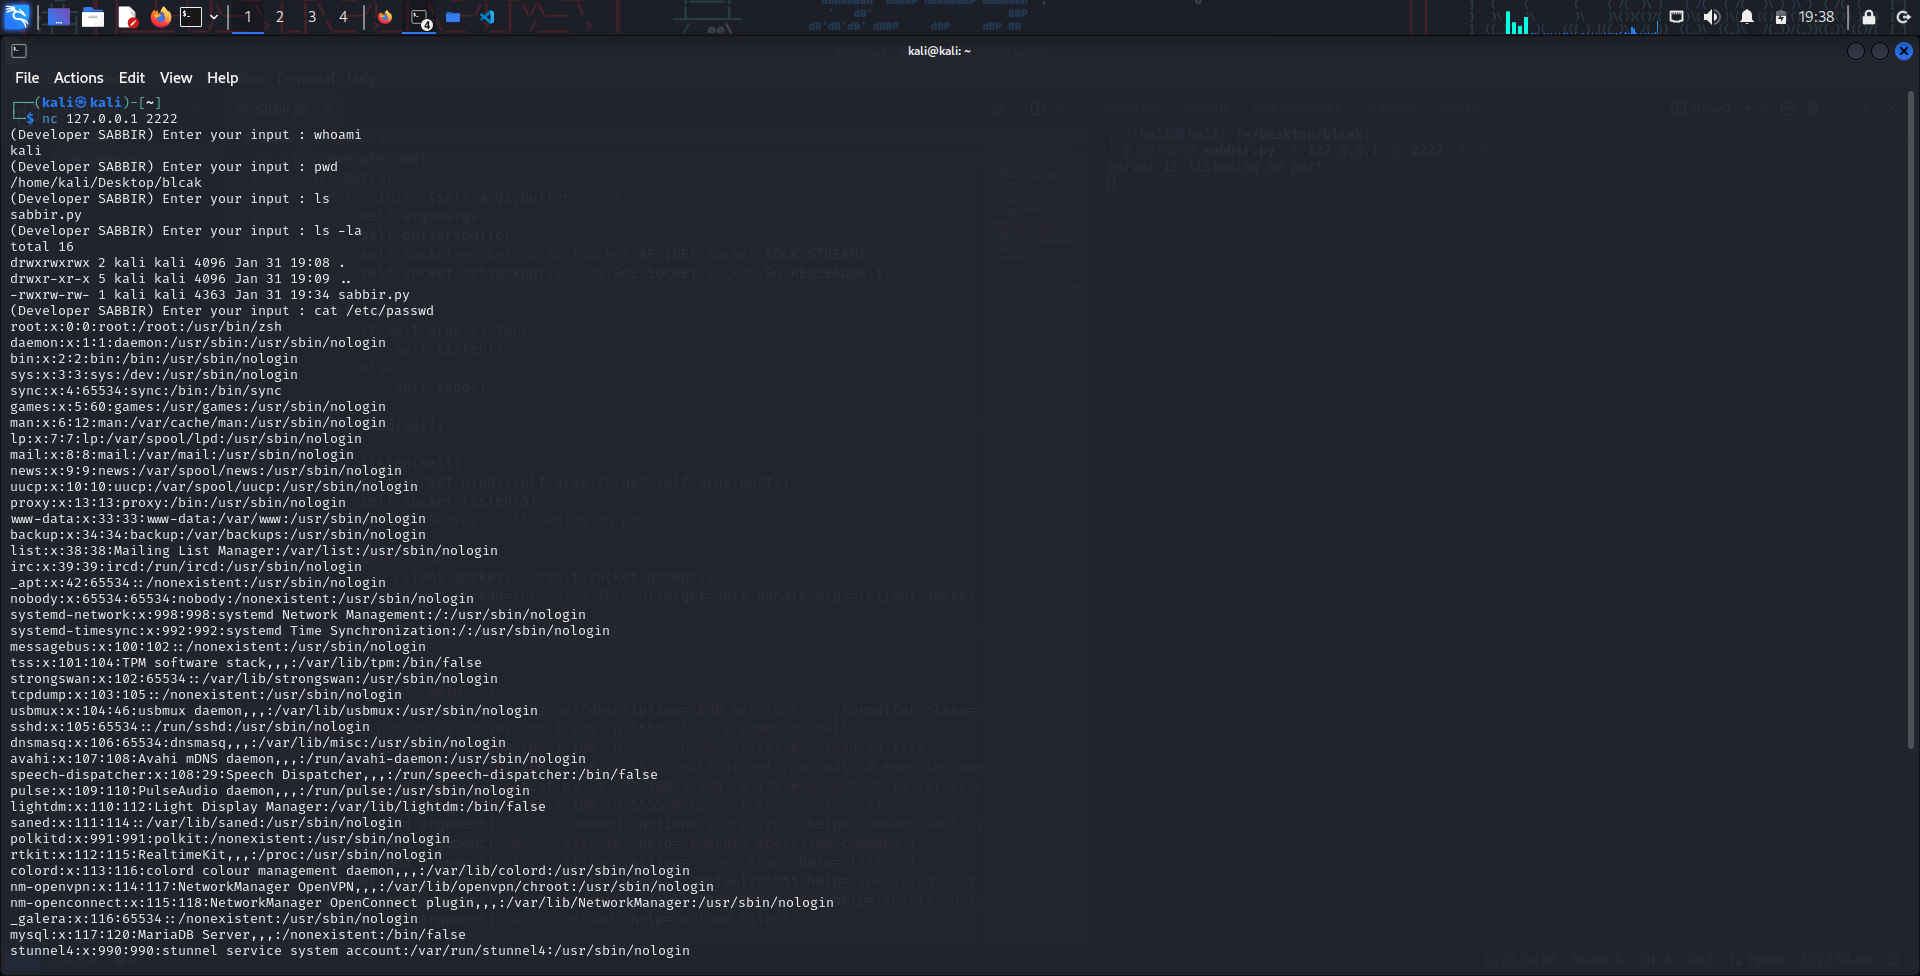 1 2 3 4
4
19:38
kali@kali: ~
File Actions Edit View Help
(kali㉿kali)-[~]
$ nc 127.0.0.1 2222
(Developer SABBIR) Enter your input : whoami
kali
(Developer SABBIR) Enter your input : pwd
/home/kali/Desktop/blcak
(Developer SABBIR) Enter your input : ls
sabbir.py
(Developer SABBIR) Enter your input : ls -la
total 16
drwxrwxrwx 2 kali kali 4096 Jan 31 19:08 .
drwxr-xr-x 5 kali kali 4096 Jan 31 19:09 ..
-rwxrw-rw- 1 kali kali 4363 Jan 31 19:34 sabbir.py
(Developer SABBIR) Enter your input : cat /etc/passwd
root:x:0:0:root:/root:/usr/bin/zsh
daemon:x:1:1:daemon:/usr/sbin:/usr/sbin/nologin
bin:x:2:2:bin:/bin:/usr/sbin/nologin
sys:x:3:3:sys:/dev:/usr/sbin/nologin
sync:x:4:65534:sync:/bin:/bin/sync
games:x:5:60:games:/usr/games:/usr/sbin/nologin
man:x:6:12:man:/var/cache/man:/usr/sbin/nologin
lp:x:7:7:lp:/var/spool/lpd:/usr/sbin/nologin
mail:x:8:8:mail:/var/mail:/usr/sbin/nologin
news:x:9:9:news:/var/spool/news:/usr/sbin/nologin
uucp:x:10:10:uucp:/var/spool/uucp:/usr/sbin/nologin
proxy:x:13:13:proxy:/bin:/usr/sbin/nologin
www-data:x:33:33:www-data:/var/www:/usr/sbin/nologin
backup:x:34:34:backup:/var/backups:/usr/sbin/nologin
list:x:38:38:Mailing List Manager:/var/list:/usr/sbin/nologin
irc:x:39:39:ircd:/run/ircd:/usr/sbin/nologin
_apt:x:42:65534::/nonexistent:/usr/sbin/nologin
nobody:x:65534:65534:nobody:/nonexistent:/usr/sbin/nologin
systemd-network:x:998:998:systemd Network Management:/:/usr/sbin/nologin
systemd-timesync:x:992:992:systemd Time Synchronization:/:/usr/sbin/nologin
messagebus:x:100:102::/nonexistent:/usr/sbin/nologin
tss:x:101:104:TPM software stack,,,:/var/lib/tpm:/bin/false
strongswan:x:102:65534::/var/lib/strongswan:/usr/sbin/nologin
tcpdump:x:103:105::/nonexistent:/usr/sbin/nologin
usbmux:x:104:46:usbmux daemon,,,:/var/lib/usbmux:/usr/sbin/nologin
sshd:x:105:65534::/run/sshd:/usr/sbin/nologin
dnsmasq:x:106:65534:dnsmasq,,,:/var/lib/misc:/usr/sbin/nologin
avahi:x:107:108:Avahi mDNS daemon,,,:/run/avahi-daemon:/usr/sbin/nologin
speech-dispatcher:x:108:29:Speech Dispatcher,,,:/run/speech-dispatcher:/bin/false
pulse:x:109:110:PulseAudio daemon,,,:/run/pulse:/usr/sbin/nologin
lightdm:x:110:112:Light Display Manager:/var/lib/lightdm:/bin/false
saned:x:111:114::/var/lib/saned:/usr/sbin/nologin
polkitd:x:991:991:polkit:/nonexistent:/usr/sbin/nologin
rtkit:x:112:115:RealtimeKit,,,:/proc:/usr/sbin/nologin
colord:x:113:116:colord colour management daemon,,,:/var/lib/colord:/usr/sbin/nologin
nm-openvpn:x:114:117:NetworkManager OpenVPN,,,:/var/lib/openvpn/chroot:/usr/sbin/nologin
nm-openconnect:x:115:118:NetworkManager OpenConnect plugin,,,:/var/lib/NetworkManager:/usr/sbin/nologin
_galera:x:116:65534::/nonexistent:/usr/sbin/nologin
mysql:x:117:120:MariaDB Server,,,:/nonexistent:/bin/false
stunnel4:x:990:990:stunnel service system account:/var/run/stunnel4:/usr/sbin/nologin